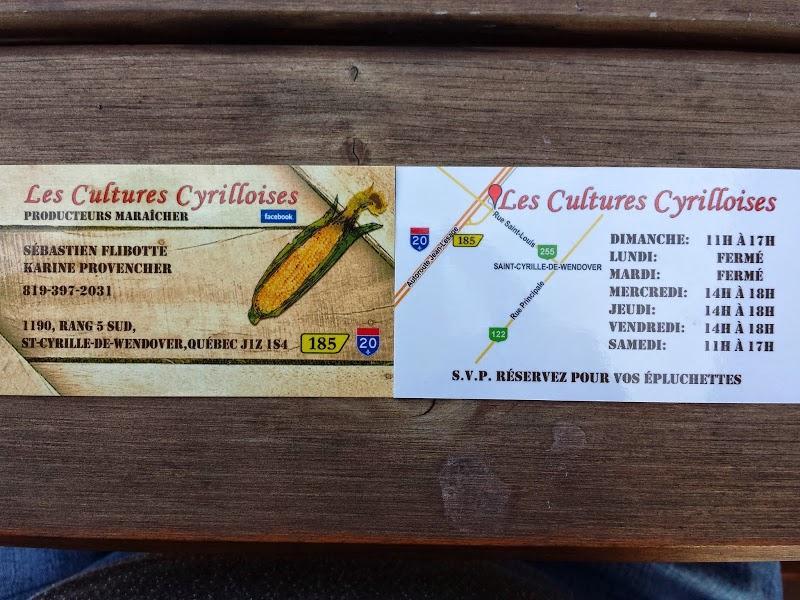 Les Cultures Cyrilloises
PRODUCTEURS MARAÎCHER
facebook
SÉBASTIEN FLIBOTTE
KARINE PROVENCHER
819-397-2031
1190, RANG 5 SUD,
ST-CYRILLE-DE-WENDOVER, QUÉBEC J1Z 1S4
185
20
Les Cultures Cyrilloises
20
185
Autoroute Jean-Lesage
Rue Saint-Louis
255
SAINT-CYRILLE-DE-WENDOVER
Rue Principale
122
DIMANCHE: 11H À 17H
LUNDI: FERMÉ
MARDI: FERMÉ
MERCREDI: 14H À 18H
JEUDI: 14H À 18H
VENDREDI: 14H À 18H
SAMEDI: 11H À 17H
S.V.P. RÉSERVEZ POUR VOS ÉPLUCHETTES